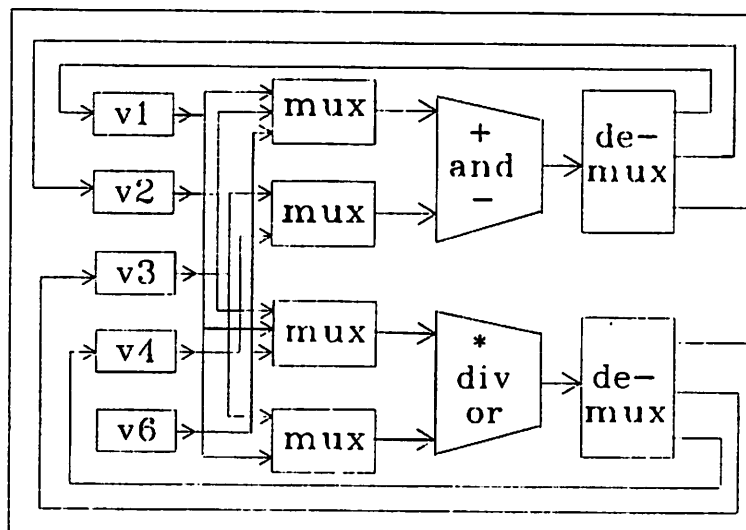 v1
v2
v3
v4
v6
mux
mux
mux
mux
+
and
-
*
div
or
de-
mux
de-
mux